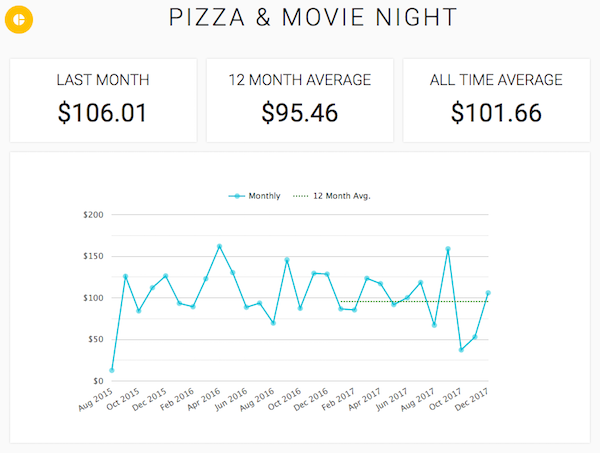 PIZZA & MOVIE NIGHT
LAST MONTH
$106.01
12 MONTH AVERAGE
$95.46
ALL TIME AVERAGE
$101.66
Monthly
12 Month Avg.
$200
$150
$100
$50
$0
Aug 2015
Oct 2015
Dec 2015
Feb 2016
Apr 2016
Jun 2016
Aug 2016
Oct 2016
Dec 2016
Feb 2017
Apr 2017
Jun 2017
Aug 2017
Oct 2017
Dec 2017